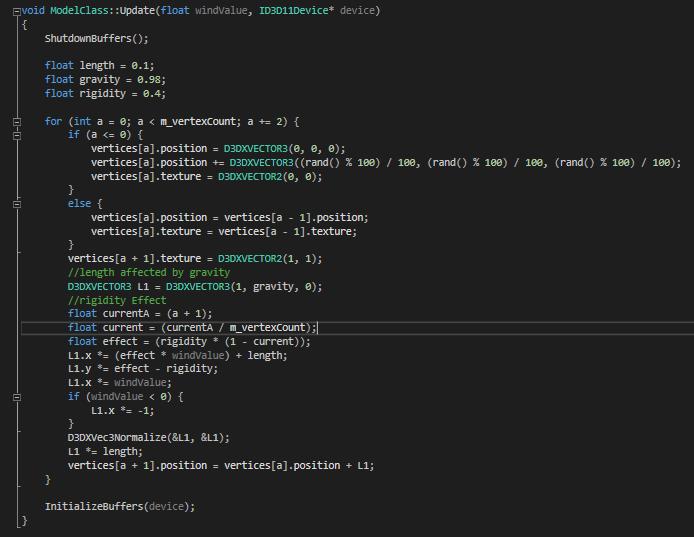 void ModelClass::Update(float windValue, ID3D11Device* device)
{
ShutdownBuffers();
float length = 0.1;
float gravity = 0.98;
float rigidity = 0.4;
for (int a = 0; a < m_vertexCount; a += 2) {
if (a <= 0) {
vertices[a].position = D3DXVECTOR3(0, 0, 0);
vertices[a].position += D3DXVECTOR3((rand() % 100) / 100, (rand() % 100) / 100, (rand() % 100) / 100);
vertices[a].texture = D3DXVECTOR2(0, 0);
}
else {
vertices[a].position = vertices[a - 1].position;
vertices[a].texture = vertices[a - 1].texture;
}
vertices[a + 1].texture = D3DXVECTOR2(1, 1);
//length affected by gravity
D3DXVECTOR3 L1 = D3DXVECTOR3(1, gravity, 0);
//rigidity Effect
float currentA = (a + 1);
float current = (currentA / m_vertexCount);
float effect = (rigidity * (1 - current));
L1.x *= (effect * windValue) + length;
L1.y *= effect - rigidity;
L1.x *= windValue;
if (windValue < 0) {
L1.x *= -1;
}
D3DXVec3Normalize(&L1, &L1);
L1 *= length;
vertices[a + 1].position = vertices[a].position + L1;
}
InitializeBuffers(device);
}